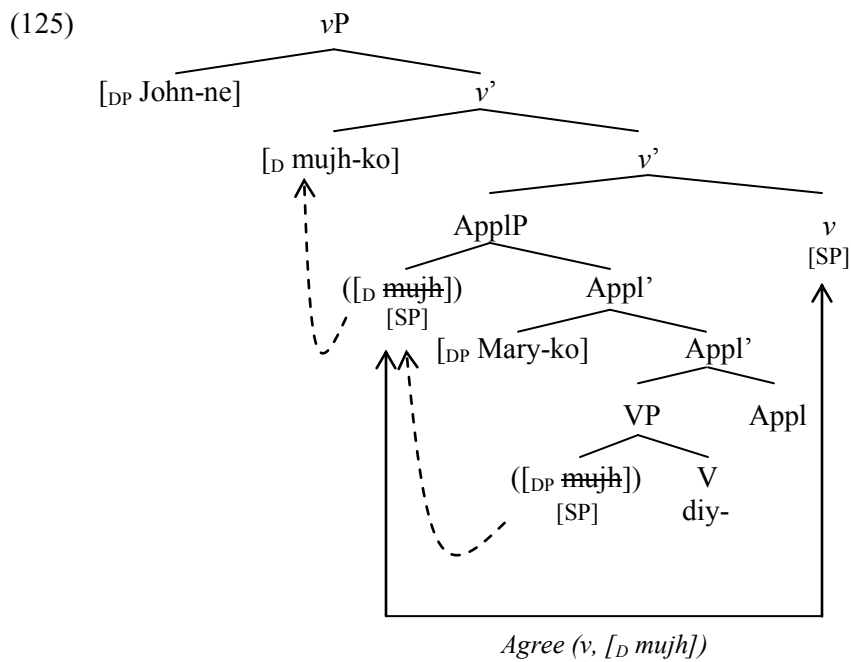 (125) vP
[DP John-ne] v’
[D mujh-ko] v’
ApplP v
([D mujh]) Appl’ [SP]
[SP]
[DP Mary-ko] Appl’
VP Appl
([DP mujh]) V
[SP] diy-
Agree (v, [D mujh])